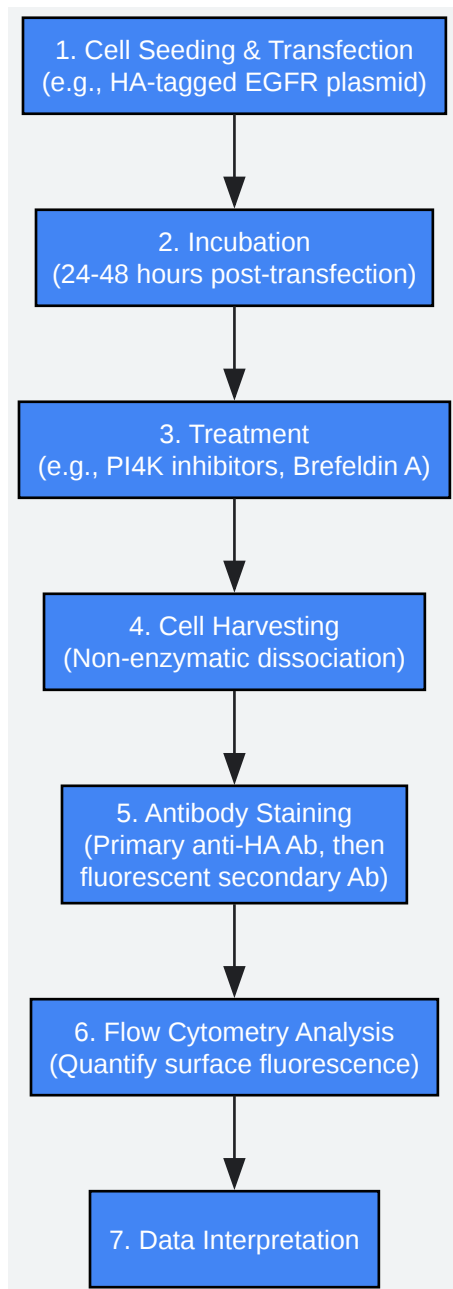 1. Cell Seeding & Transfection
(e.g., HA-tagged EGFR plasmid)
2. Incubation
(24-48 hours post-transfection)
3. Treatment
(e.g., PI4K inhibitors, Brefeldin A)
4. Cell Harvesting
(Non-enzymatic dissociation)
5. Antibody Staining
(Primary anti-HA Ab, then
fluorescent secondary Ab)
6. Flow Cytometry Analysis
(Quantify surface fluorescence)
7. Data Interpretation